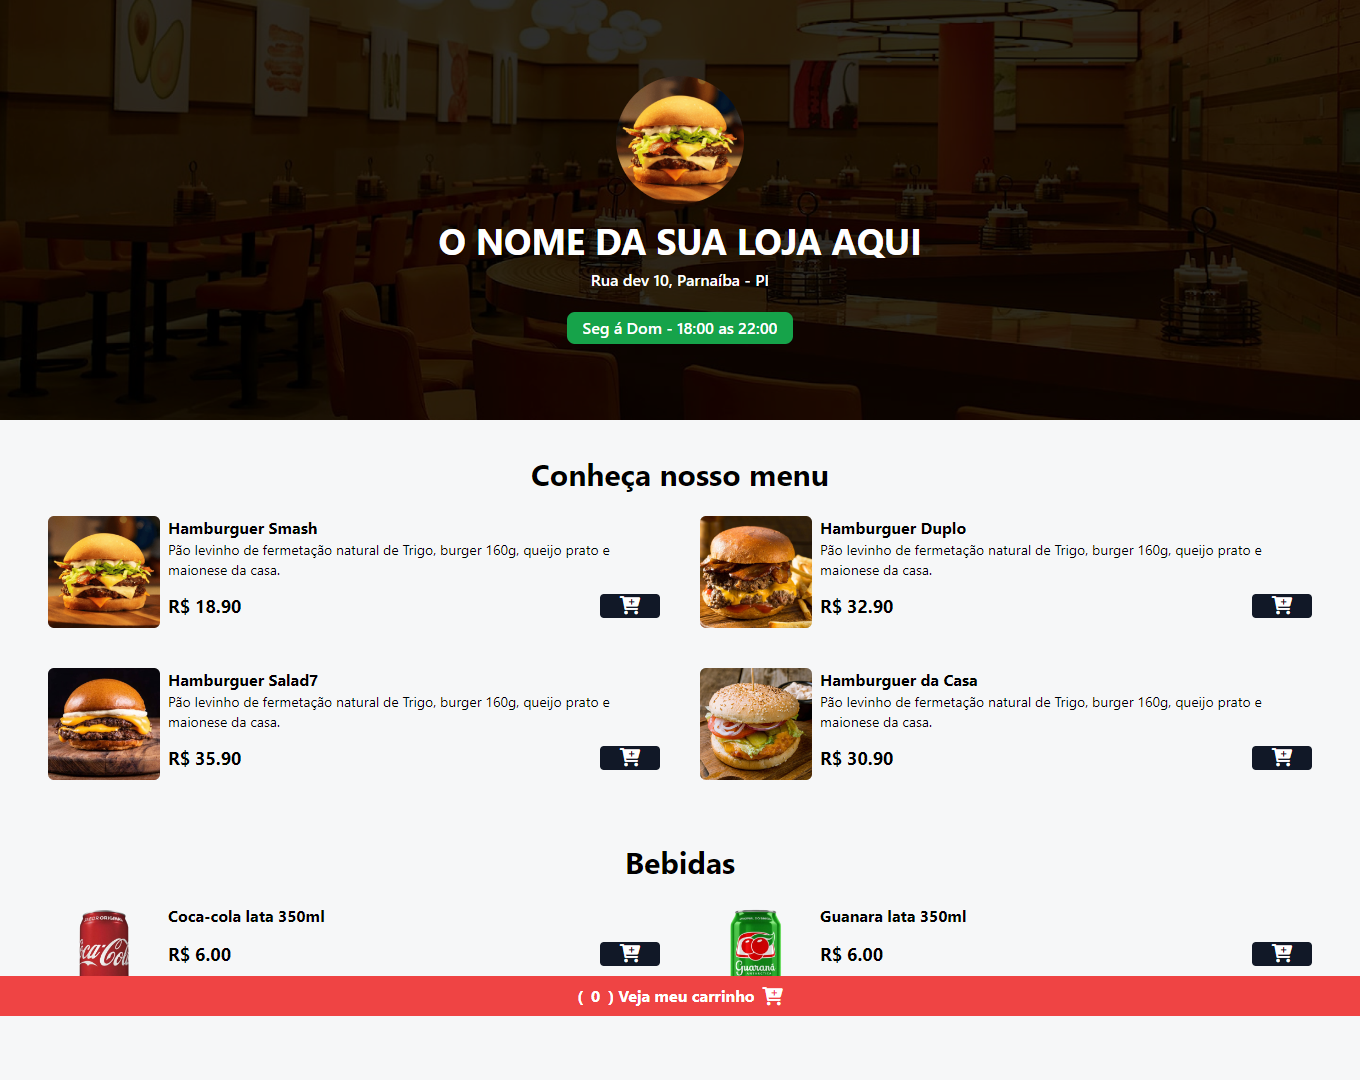 O NOME DA SUA LOJA AQUI
Rua dev 10, Parnaíba - PI
Seg á Dom - 18:00 as 22:00
Conheça nosso menu
Hamburguer Smash
Pão levinho de fermetação natural de Trigo, burger 160g, queijo prato e
maionese da casa.
R$ 18.90
Hamburguer Duplo
Pão levinho de fermetação natural de Trigo, burger 160g, queijo prato e
maionese da casa.
R$ 32.90
Hamburguer Salad7
Pão levinho de fermetação natural de Trigo, burger 160g, queijo prato e
maionese da casa.
R$ 35.90
Hamburguer da Casa
Pão levinho de fermetação natural de Trigo, burger 160g, queijo prato e
maionese da casa.
R$ 30.90
Bebidas
Coca-cola lata 350ml
R$ 6.00
Guanara lata 350ml
R$ 6.00
Guaraná
( 0 ) Veja meu carrinho